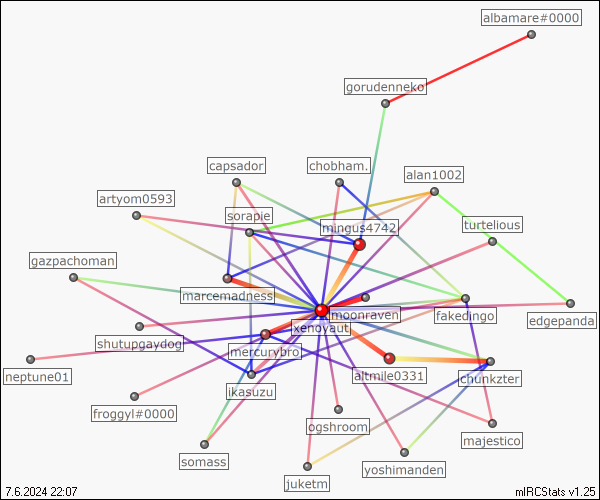 albamare#0000
gorudenneko
capsador
chobham.
alan1002
artyom0593
sorapie
mingus4742
turtelious
gazpachoman
marcemadness
moonraven
fakedingo
edgepanda
shutupgaydog
xenoyaut
mercurybro
neptune01
ikasuzu
altmile0331
chunkzter
froggyl#0000
ogshroom
majestico
somass
juketm
yoshimanden
7.6.2024 22:07
mIRCStats v1.25